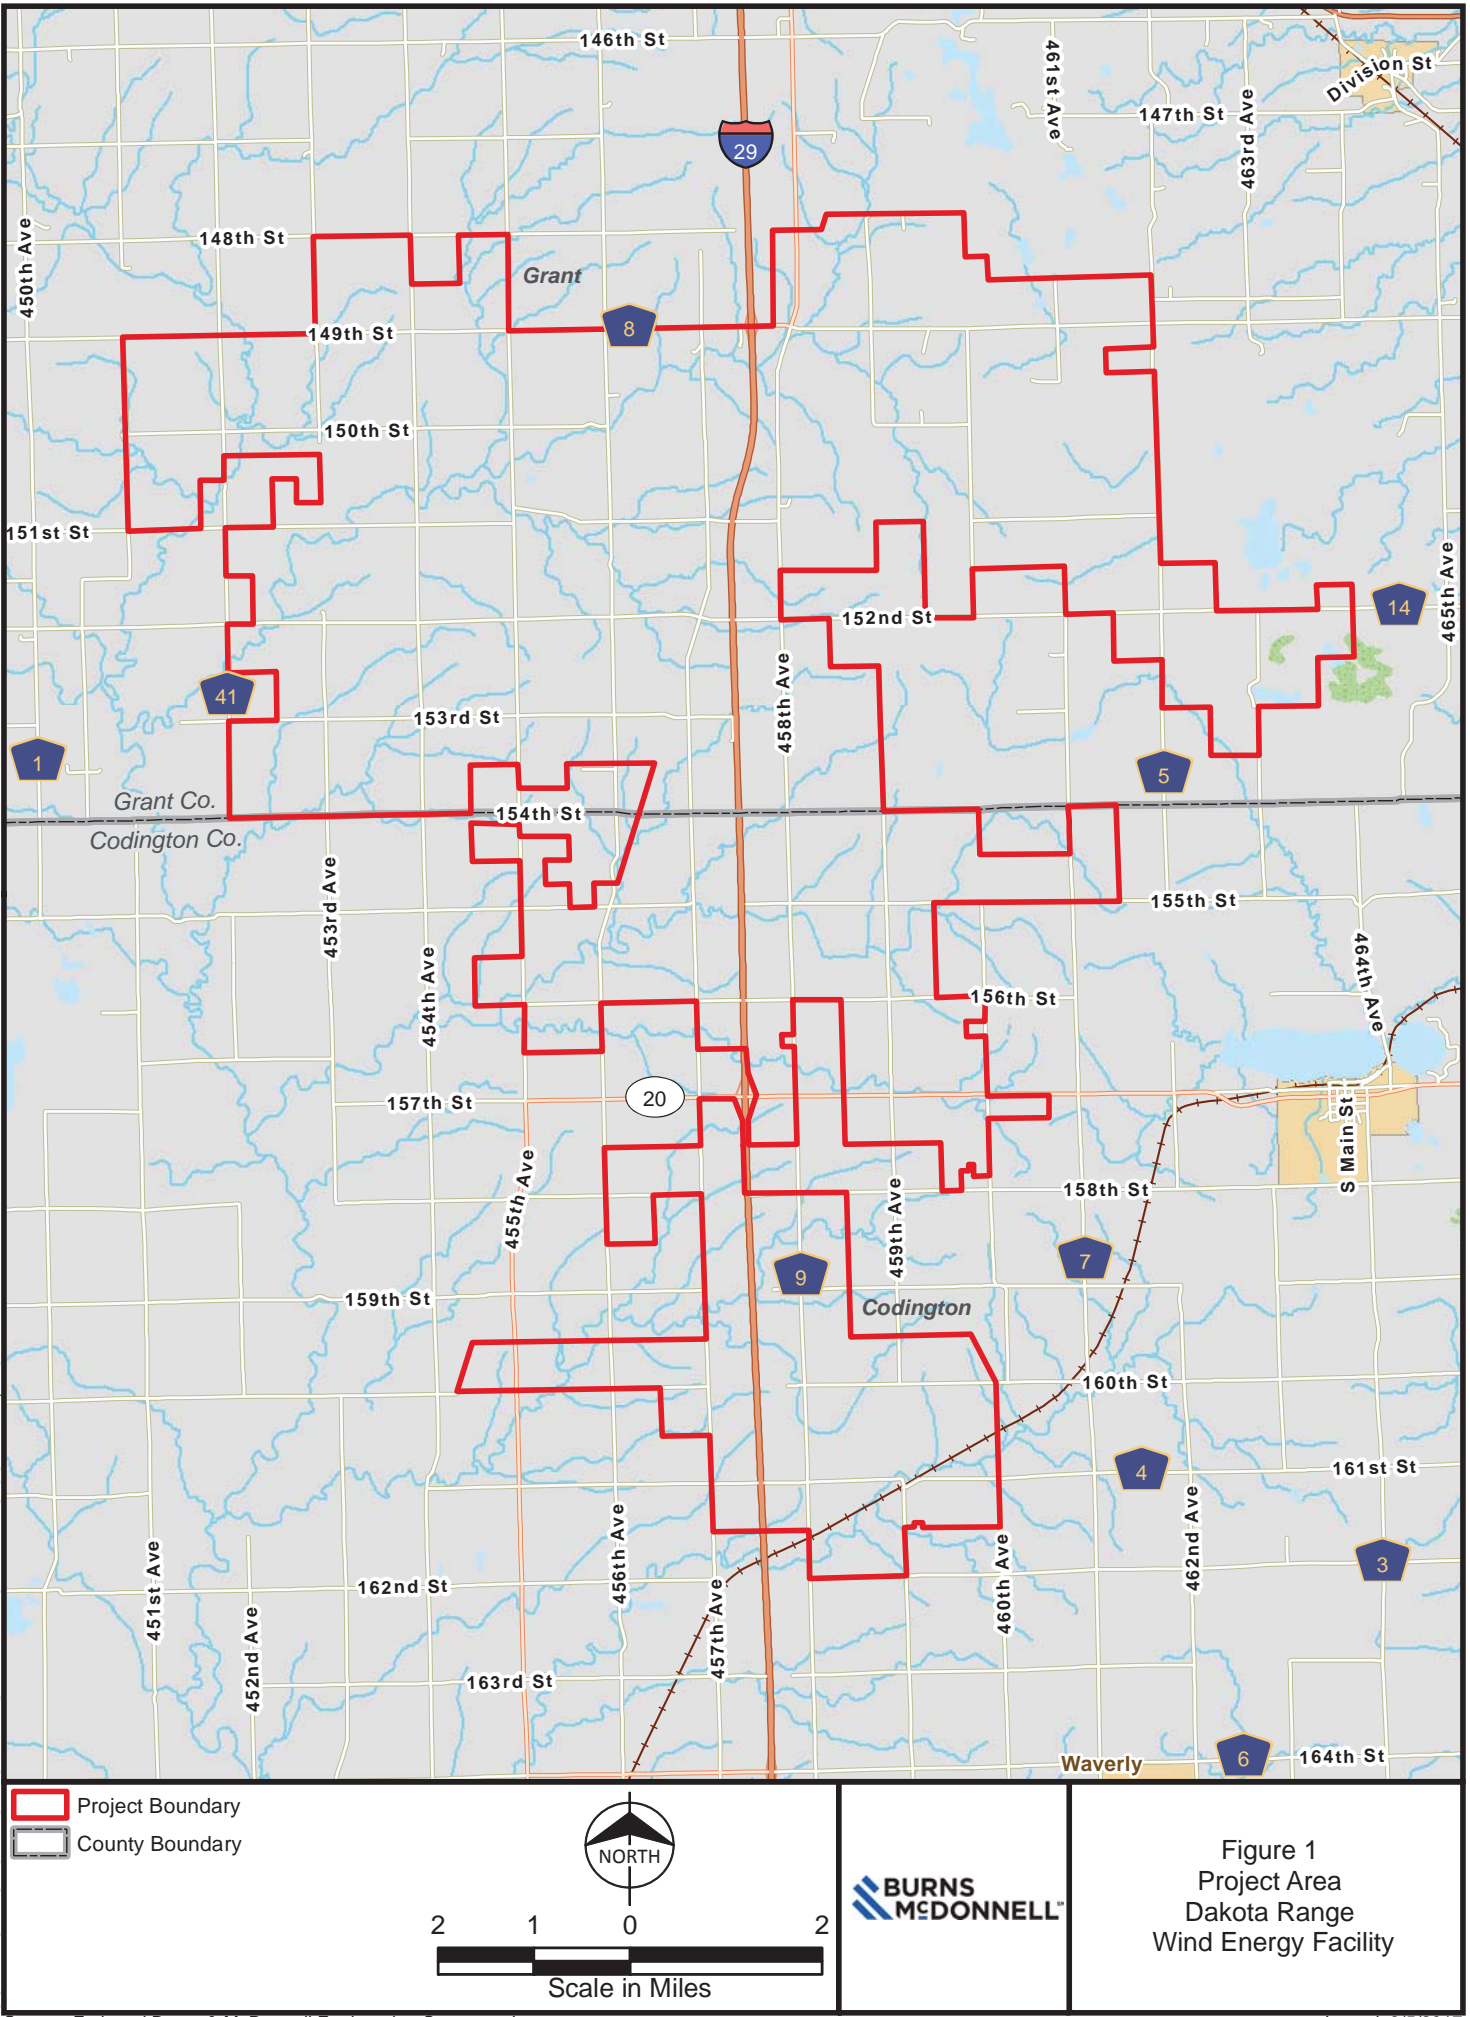 146th St
461st Ave
Division St
147th St
463rd Ave
29
450th Ave
148th St
Grant
8
149th St
150th St
151st St
465th Ave
14
152nd St
458th Ave
41
153rd St
1
5
Grant Co.
154th St
Codington Co.
453rd Ave
155th St
454th Ave
464th Ave
156th St
20
157th St
S Main St
455th Ave
459th Ave
158th St
7
9
159th St
Codington
160th St
4
161st St
451st Ave
456th Ave
462nd Ave
460th Ave
3
162nd St
452nd Ave
457th Ave
163rd St
Waverly
6
164th St
Project Boundary
County Boundary
NORTH
2 1 0 2
Scale in Miles
BURNS
McDONNELL
Figure 1
Project Area
Dakota Range
Wind Energy Facility